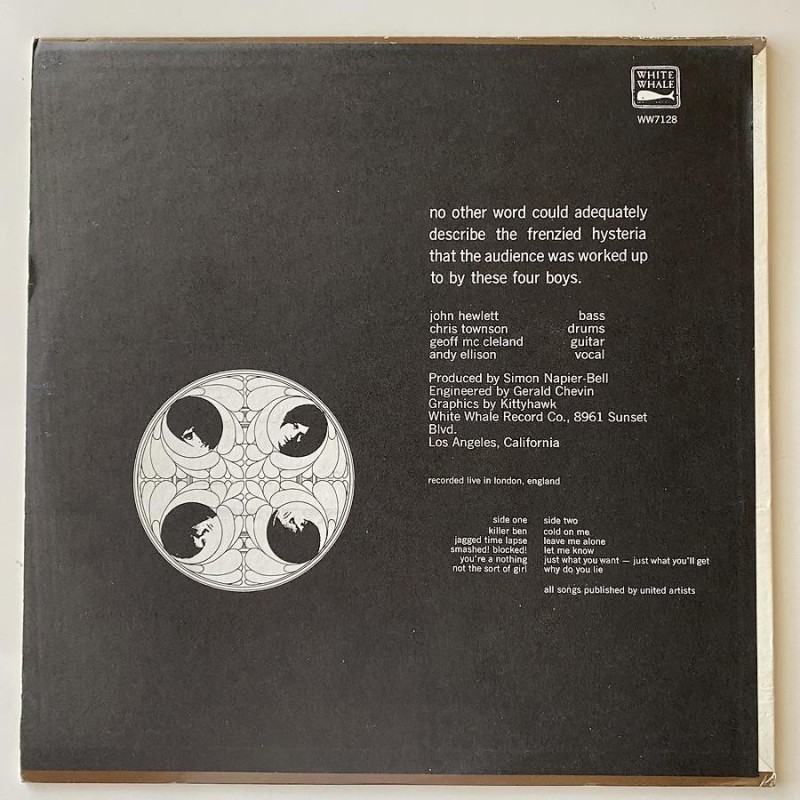 WHITE
WHALE
WW7128
no other word could adequately
describe the frenzied hysteria
that the audience was worked up
to by these four boys.
john hewlett bass
chris townson drums
geoff mc cleland guitar
andy ellison vocal
Produced by Simon Napier-Bell
Engineered by Gerald Chevin
Graphics by Kittyhawk
White Whale Record Co., 8961 Sunset
Blvd.
Los Angeles, California
recorded live in london, england
side one side two
killer ben cold on me
jagged time lapse leave me alone
smashed! blocked! let me know
you're a nothing just what you want — just what you'll get
not the sort of girl why do you lie
all songs published by united artists